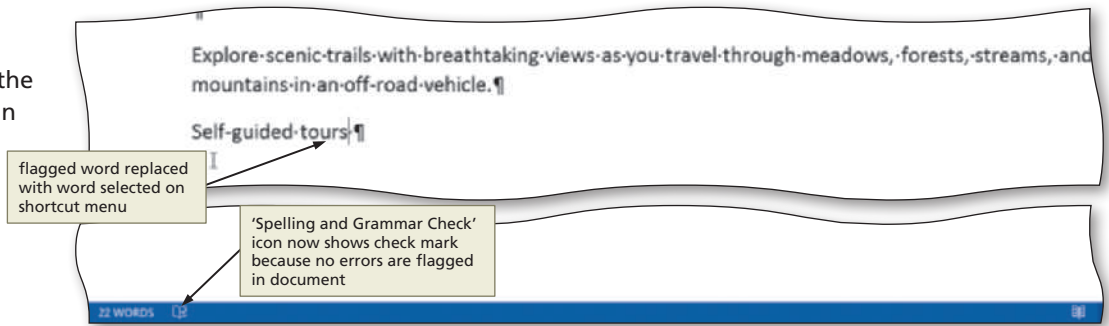 the
n
¶
Explore·scenic·trails·with·breathtaking·views·as·you·travel·through·meadows,·forests,·streams,·and
mountains·in·an·off-road·vehicle.¶
Self-guided·tours·¶
flagged word replaced
with word selected on
shortcut menu
'Spelling and Grammar Check'
icon now shows check mark
because no errors are flagged
in document
22 WORDS